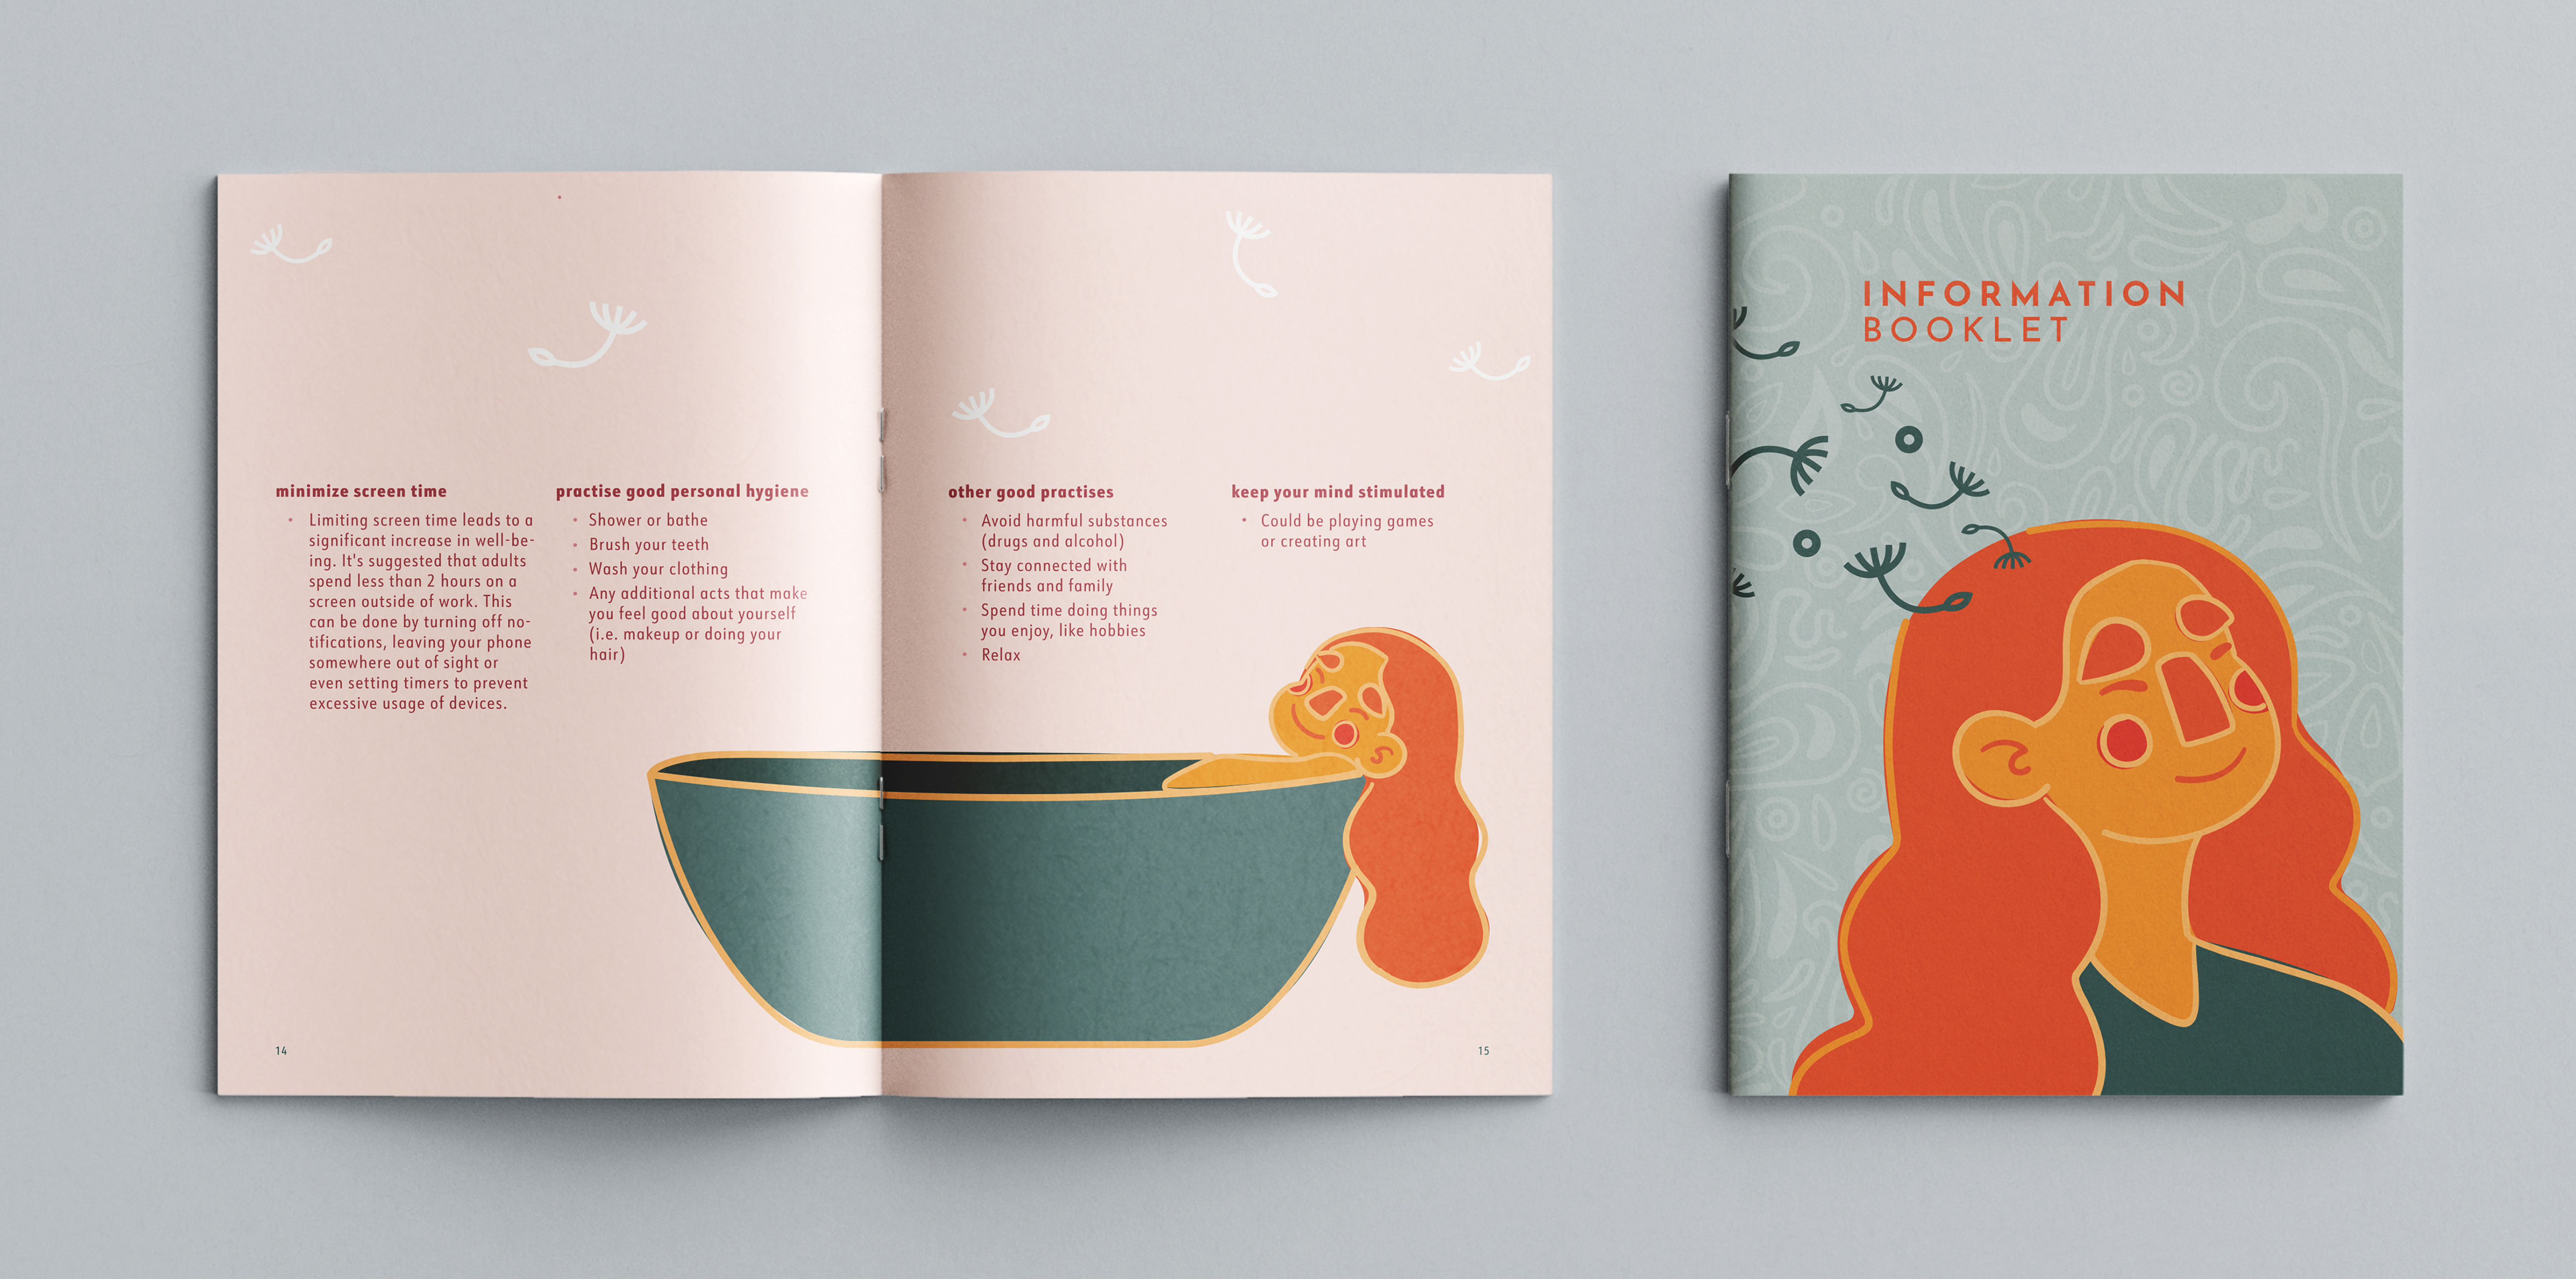 minimize screen time
• Limiting screen time leads to a
significant increase in well-be-
ing. It's suggested that adults
spend less than 2 hours on a
screen outside of work. This
can be done by turning off no-
tifications, leaving your phone
somewhere out of sight or
even setting timers to prevent
excessive usage of devices.
practise good personal hygiene
• Shower or bathe
• Brush your teeth
• Wash your clothing
• Any additional acts that make
you feel good about yourself
(i.e. makeup or doing your
hair)
14
other good practises
• Avoid harmful substances
(drugs and alcohol)
• Stay connected with
friends and family
• Spend time doing things
you enjoy, like hobbies
• Relax
keep your mind stimulated
• Could be playing games
or creating art
15
INFORMATION
BOOKLET